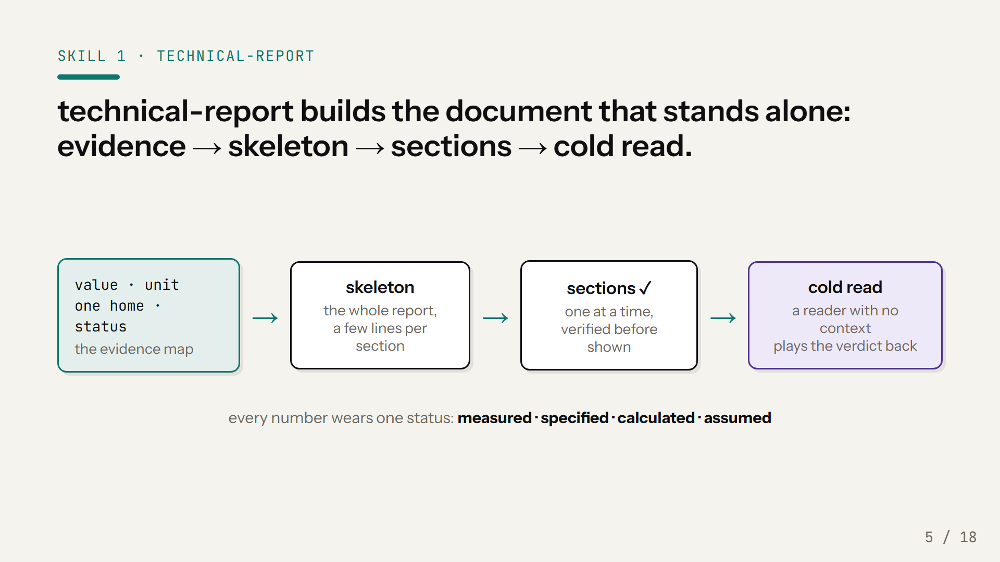 SKILL 1 · TECHNICAL-REPORT
technical-report builds the document that stands alone:
evidence → skeleton → sections → cold read.
value · unit
one home ·
status
the evidence map
→
skeleton
the whole report,
a few lines per
section
→
sections ✓
one at a time,
verified before
shown
→
cold read
a reader with no
context
plays the verdict back
every number wears one status: measured · specified · calculated · assumed
5 / 18